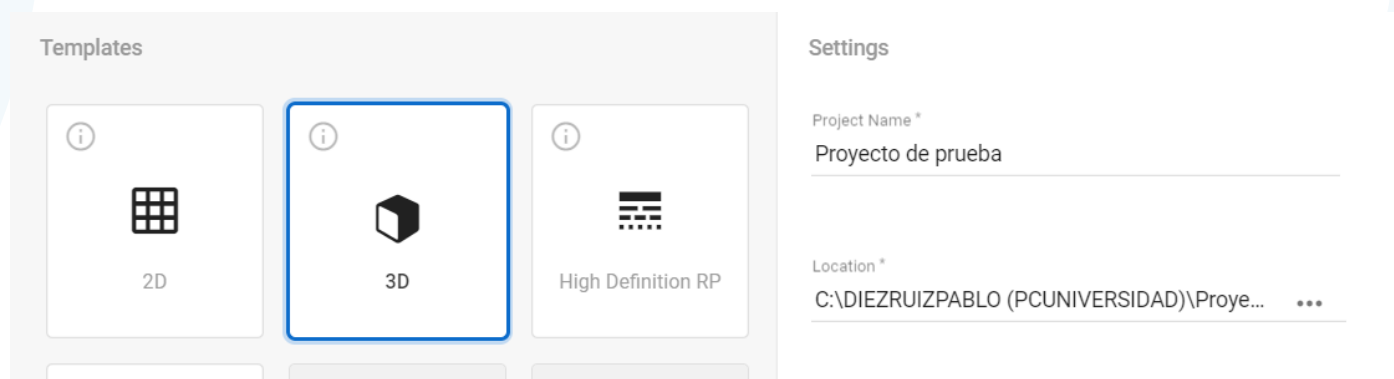 Templates
2D
3D
High Definition RP
Settings
Project Name *
Proyecto de prueba
Location *
C:\DIEZRUIZPABLO (PCUNIVERSIDAD)\Proye...